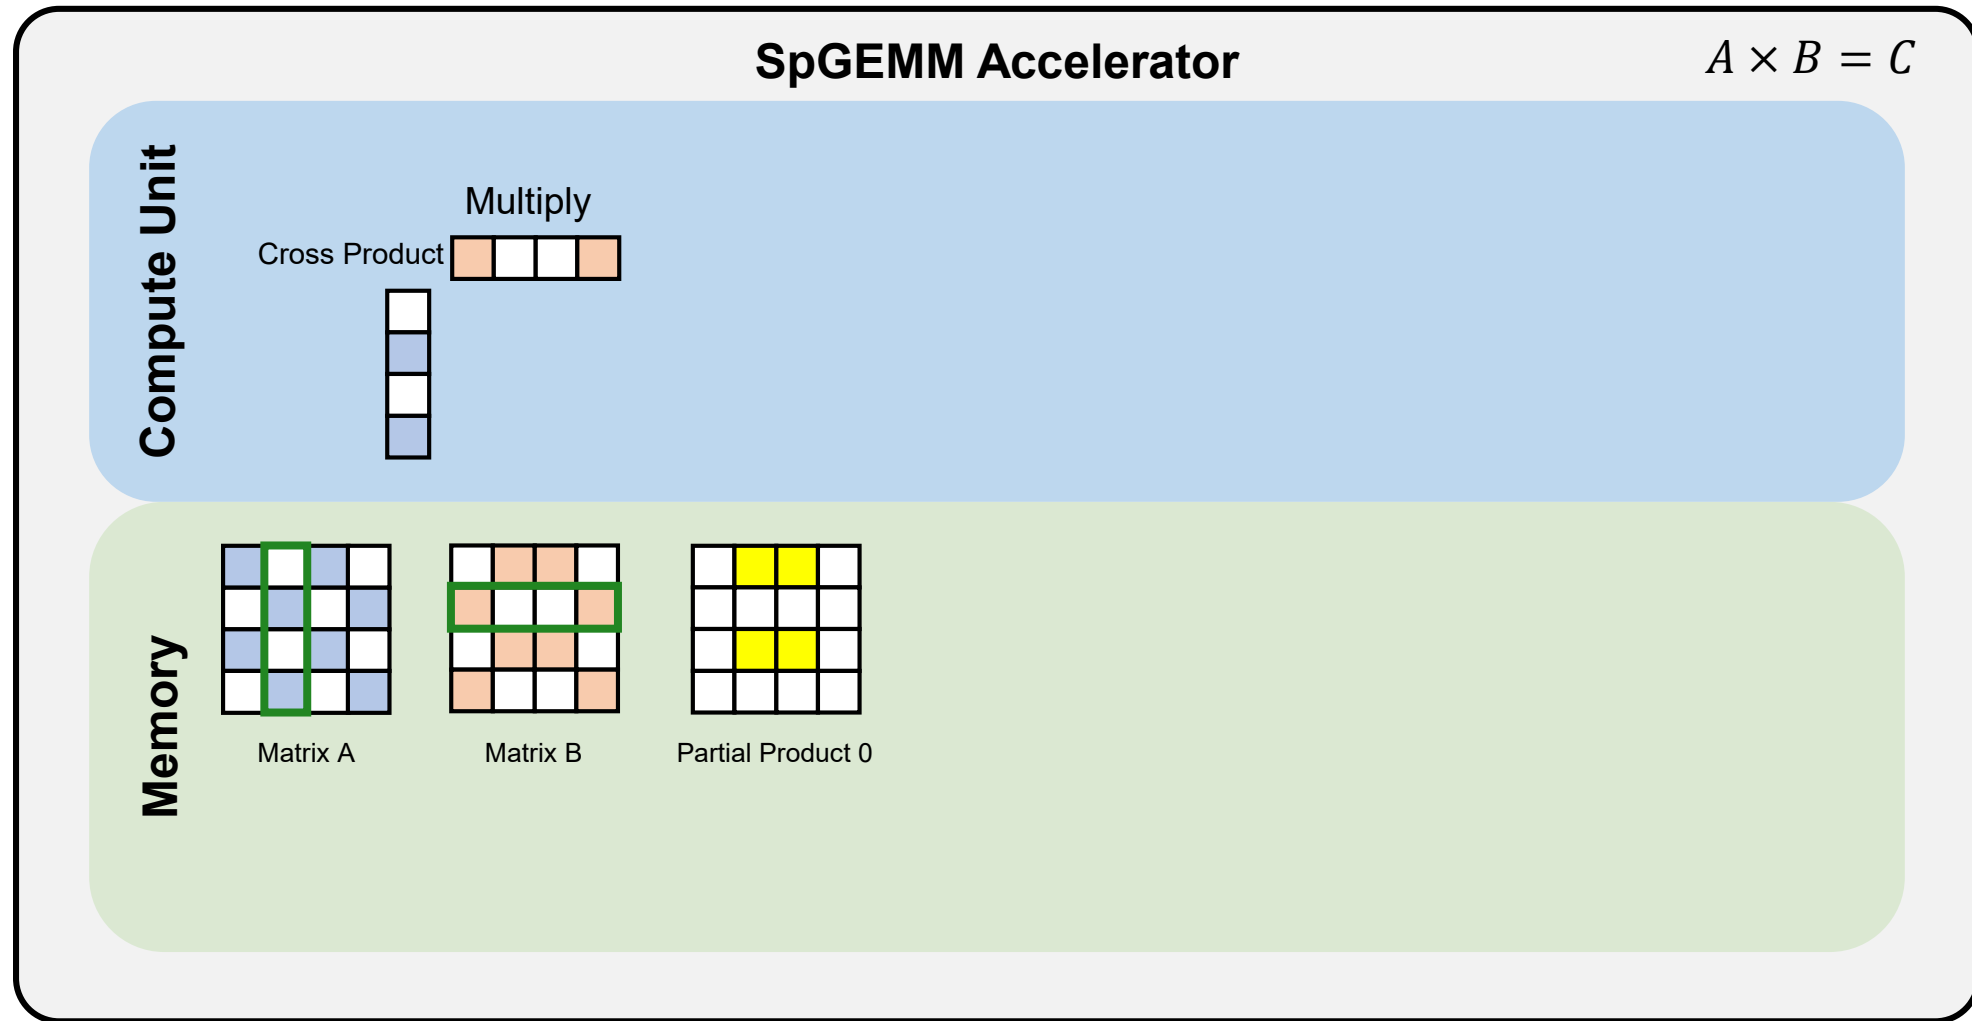 SpGEMM Accelerator
A × B = C
Compute Unit
Multiply
Cross Product
Memory
Matrix A
Matrix B
Partial Product 0